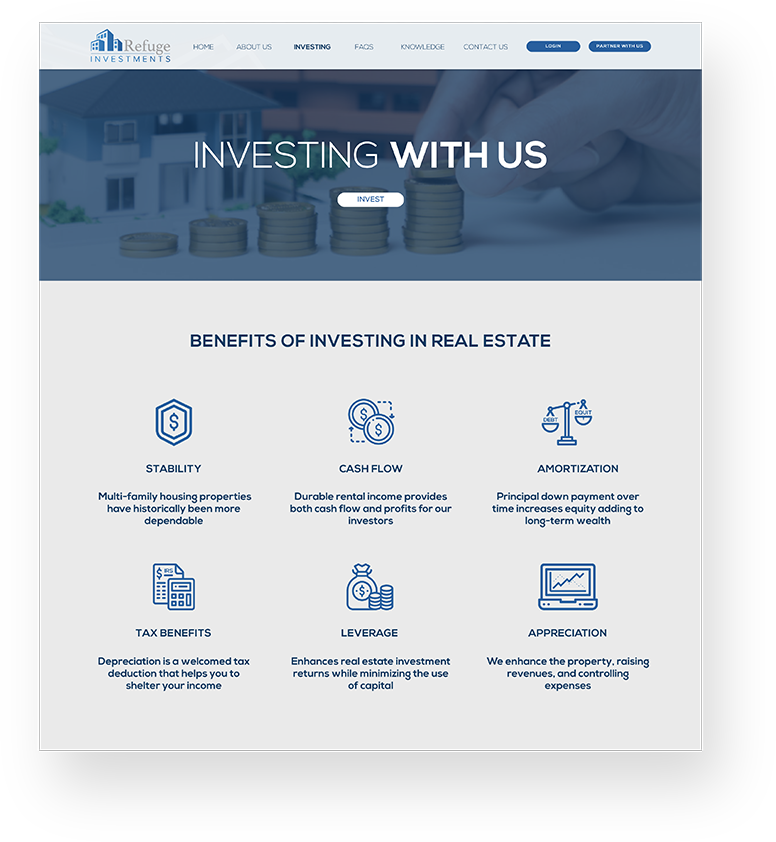 Refuge
INVESTMENTS
HOME ABOUT US INVESTING FAQS KNOWLEDGE CONTACT US LOGIN PARTNER WITH US
INVESTING WITH US
INVEST
BENEFITS OF INVESTING IN REAL ESTATE
DEBT EQUIT
STABILITY
Multi-family housing properties
have historically been more
dependable
CASH FLOW
Durable rental income provides
both cash flow and profits for our
investors
AMORTIZATION
Principal down payment over
time increases equity adding to
long-term wealth
IRS
TAX BENEFITS
Depreciation is a welcomed tax
deduction that helps you to
shelter your income
LEVERAGE
Enhances real estate investment
returns while minimizing the use
of capital
APPRECIATION
We enhance the property, raising
revenues, and controlling
expenses